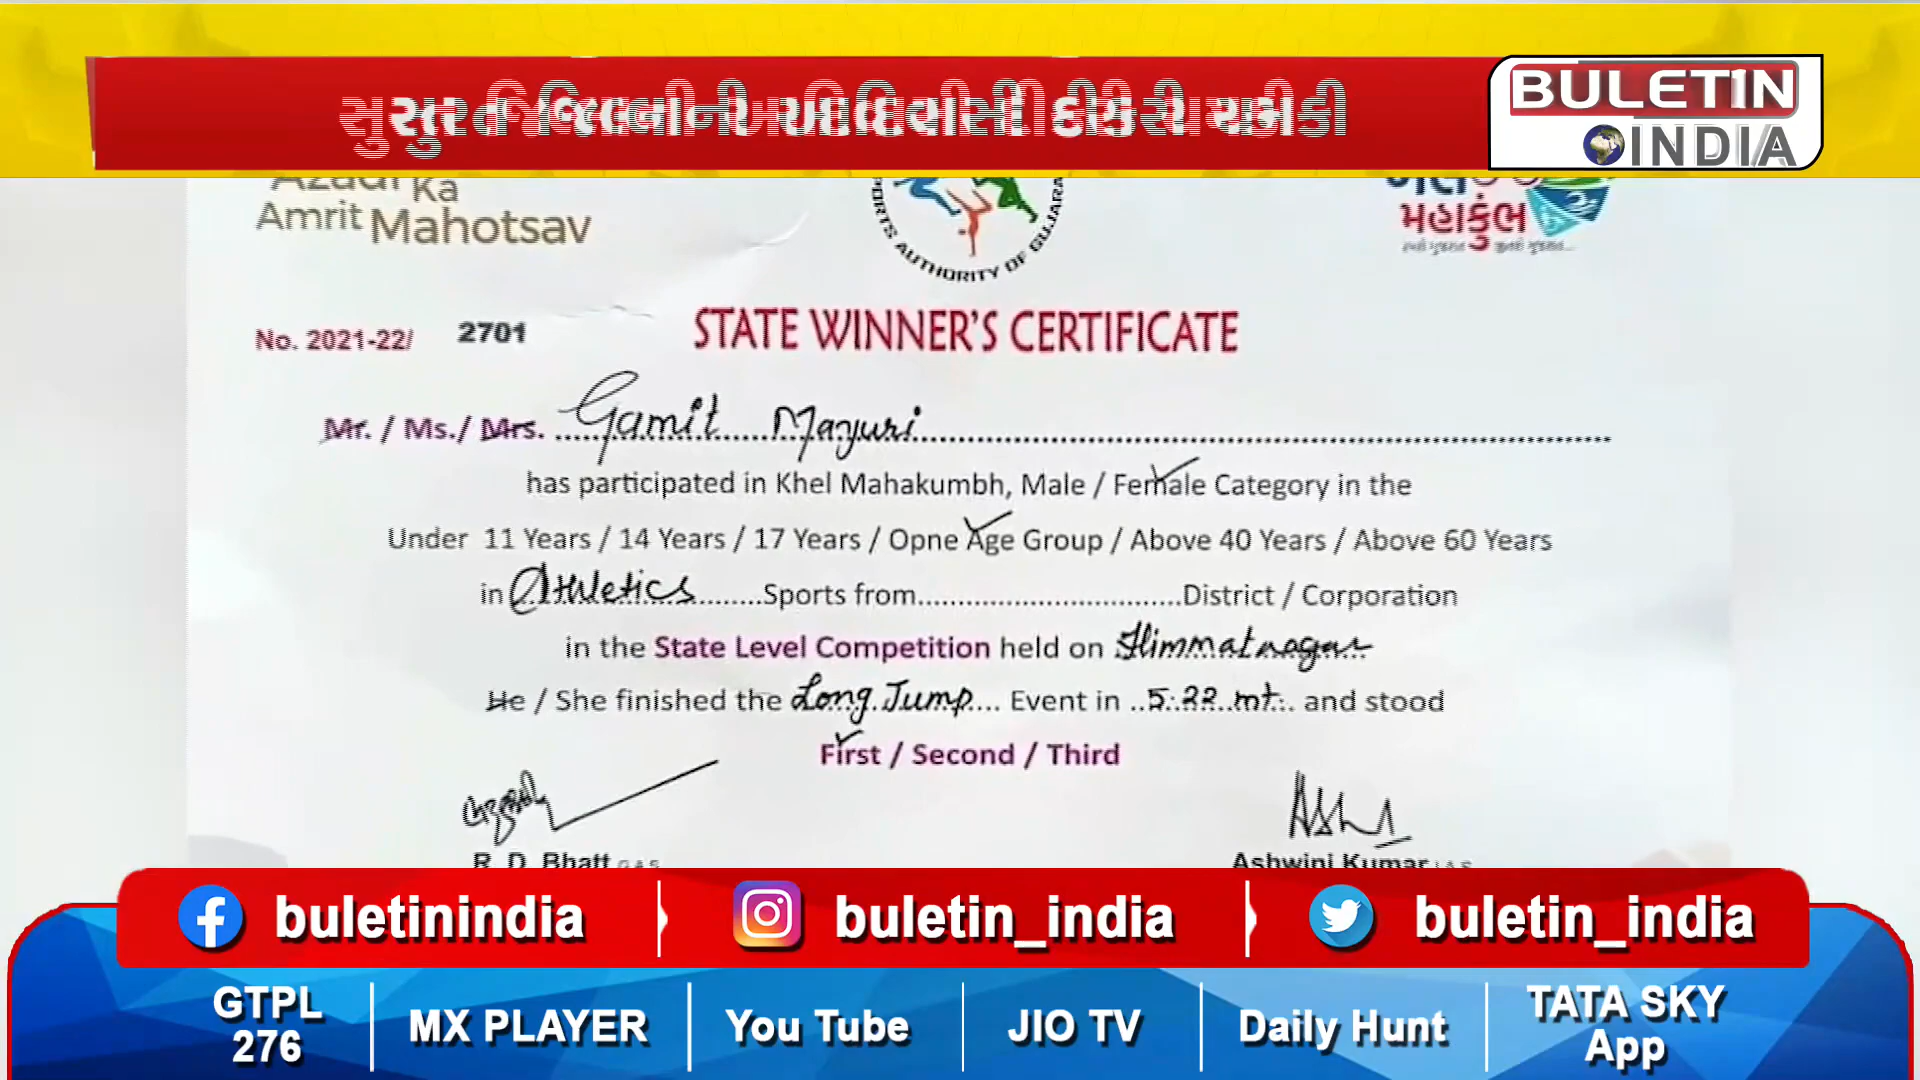 સુરત જિલ્લાની આદિવાસી દીકરી ચમકી
BULETIN
INDIA
Azadi Ka
Amrit Mahotsav
SPORTS AUTHORITY OF GUJARAT
મહાકુંભ
No. 2021-22/ 2701
STATE WINNER'S CERTIFICATE
Mr. / Ms./ Mrs. Gamit Mayuri
has participated in Khel Mahakumbh, Male / Female Category in the
Under 11 Years / 14 Years / 17 Years / Opne Age Group / Above 40 Years / Above 60 Years
in Athletics Sports from District / Corporation
in the State Level Competition held on Himmatnagar
He / She finished the Long Jump Event in 5.22 mt. and stood
First / Second / Third
R. D. Bhatt G.A.S.
Ashwini Kumar I.A.S.
buletinindia
buletin_india
buletin_india
GTPL
276
MX PLAYER
You Tube
JIO TV
Daily Hunt
TATA SKY
App